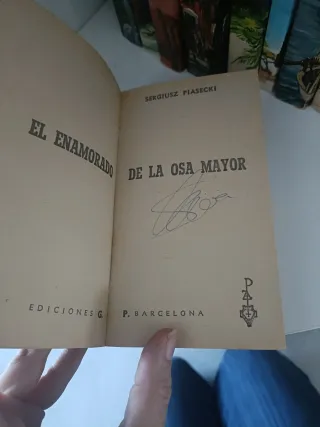 SERGIUSZ PIASECKI
EL ENAMORADO DE LA OSA MAYOR
EDICIONES G. P. BARCELONA